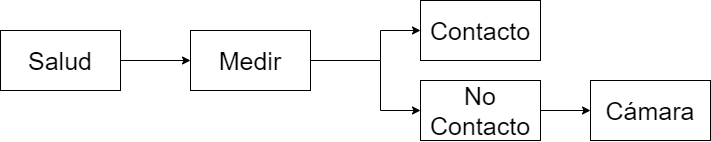 Salud
Medir
Contacto
No
Contacto
Cámara